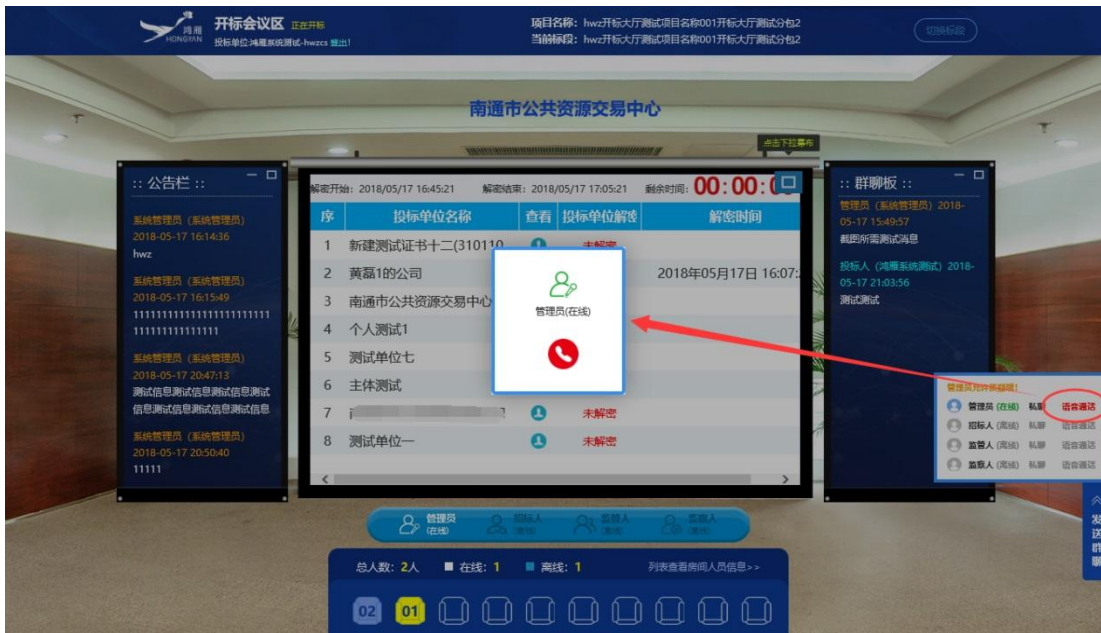 鸿雁
HONGYAN
开标会议区 正在开标
投标单位:鸿雁系统测试-hwzcs 登出!
项目名称：hwz开标大厅测试项目名称001开标大厅测试分包2
当前标段：hwz开标大厅测试项目名称001开标大厅测试分包2
切换标段
南通市公共资源交易中心
点击下拉幕布
:: 公告栏 ::
系统管理员（系统管理员）
2018-05-17 16:14:36
hwz
系统管理员（系统管理员）
2018-05-17 16:15:49
1111111111111111111111
11111111111111
系统管理员（系统管理员）
2018-05-17 20:47:13
测试信息测试信息测试信息测试
信息测试信息测试信息测试信息
系统管理员（系统管理员）
2018-05-17 20:50:40
11111
解密开始：2018/05/17 16:45:21 解密结束：2018/05/17 17:05:21 剩余时间：00:00:
序 投标单位名称 查看 投标单位解密 解密时间
1 新建测试证书十二(310110 未解密
2 黄磊1的公司 2018年05月17日 16:07:
3 南通市公共资源交易中心
4 个人测试1
5 测试单位七
6 主体测试
7 未解密
8 测试单位一 未解密
管理员(在线)
:: 群聊板 ::
管理员（系统管理员）2018-
05-17 15:49:57
截图所需测试消息
投标人（鸿雁系统测试）2018-
05-17 21:03:56
测试测试
管理员允许质疑哦！
管理员 (在线) 私聊 语音通话
招标人 (离线) 私聊 语音通话
监管人 (离线) 私聊 语音通话
监察人 (离线) 私聊 语音通话
发送群聊
管理员 招标人 监管人 监察人
(在线) (离线) (离线) (离线)
总人数：2人 在线：1 离线：1 列表查看房间人员信息>>
02 01